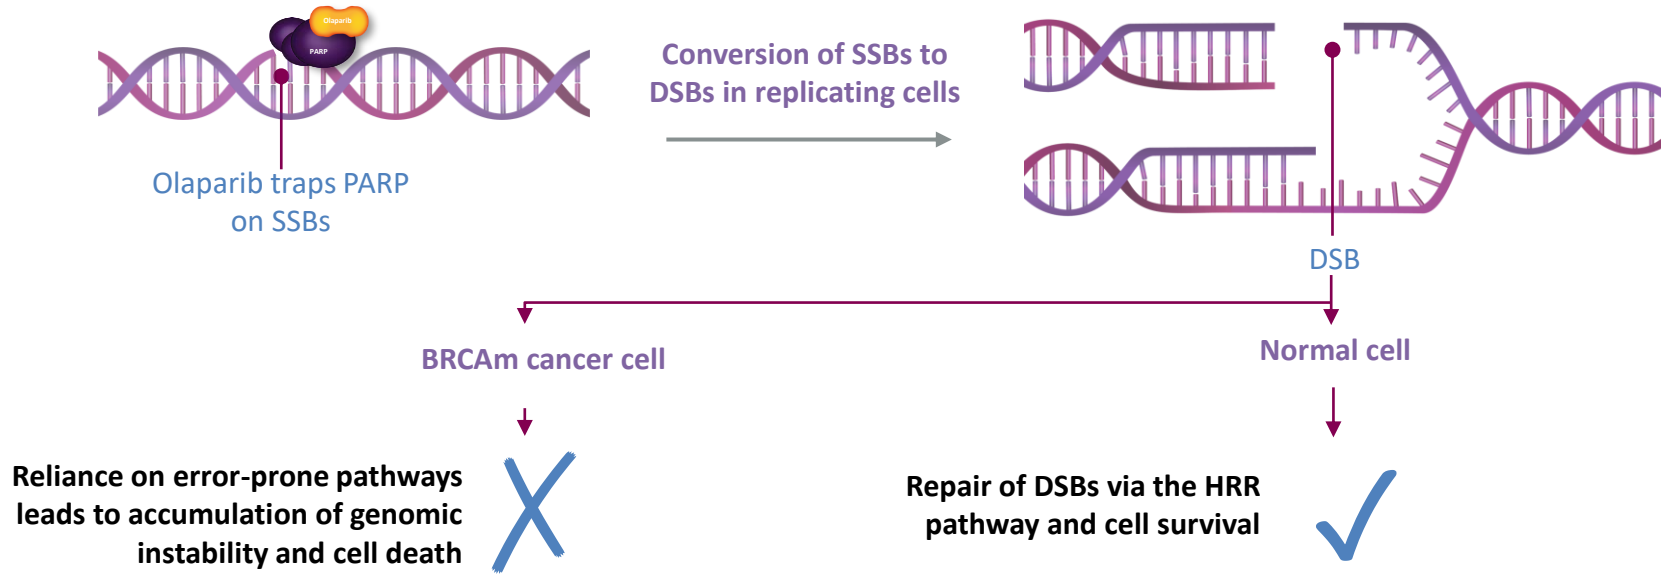 Olaparib
PARP
Conversion of SSBs to
DSBs in replicating cells
Olaparib traps PARP
on SSBs
DSB
BRCAm cancer cell
Normal cell
Reliance on error-prone pathways
leads to accumulation of genomic
instability and cell death
Repair of DSBs via the HRR
pathway and cell survival